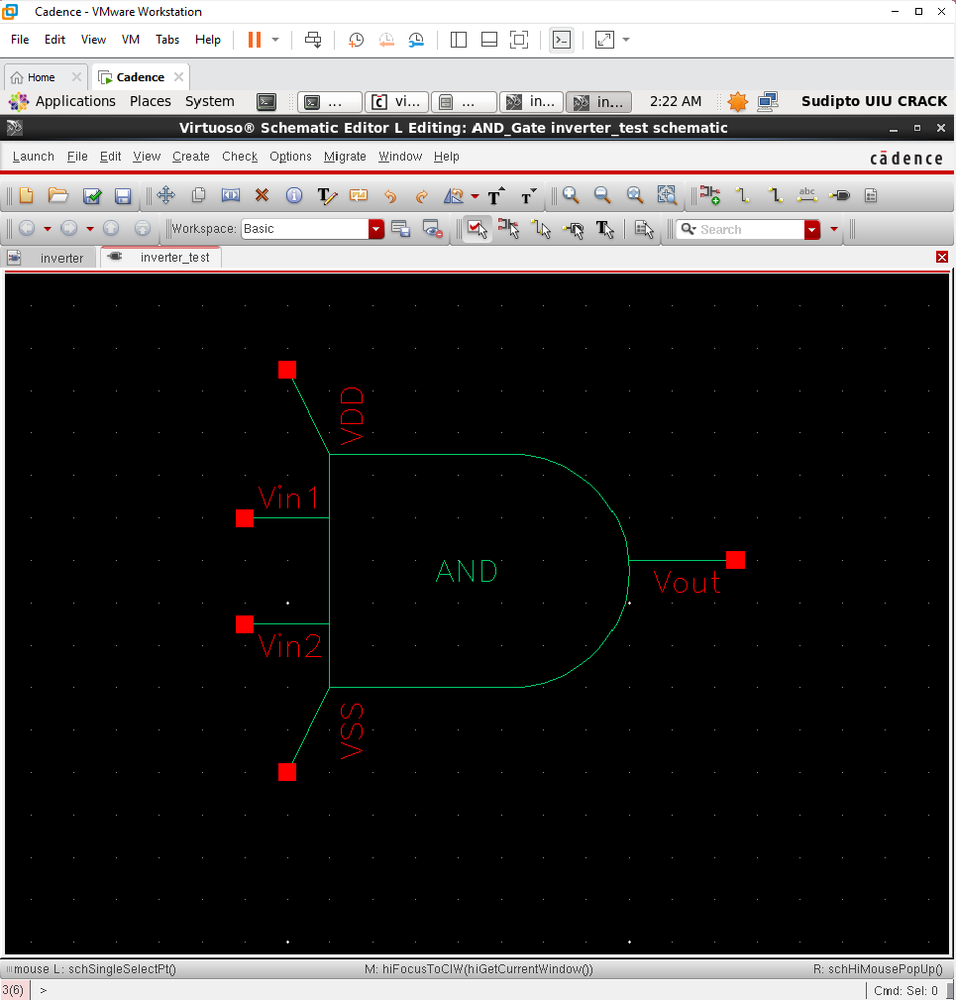 Cadence - VMware Workstation
File Edit View VM Tabs Help
Home Cadence
Applications Places System ... vi... ... in... in... 2:22 AM Sudipto UIU CRACK
Virtuoso® Schematic Editor L Editing: AND_Gate inverter_test schematic
Launch File Edit View Create Check Options Migrate Window Help cādence
abc
Workspace: Basic Search
inverter inverter_test
VDD
Vin1
AND
Vout
Vin2
VSS
mouse L: schSingleSelectPt() M: hiFocusToCIW(hiGetCurrentWindow()) R: schHiMousePopUp()
3(6) > Cmd: Sel: 0